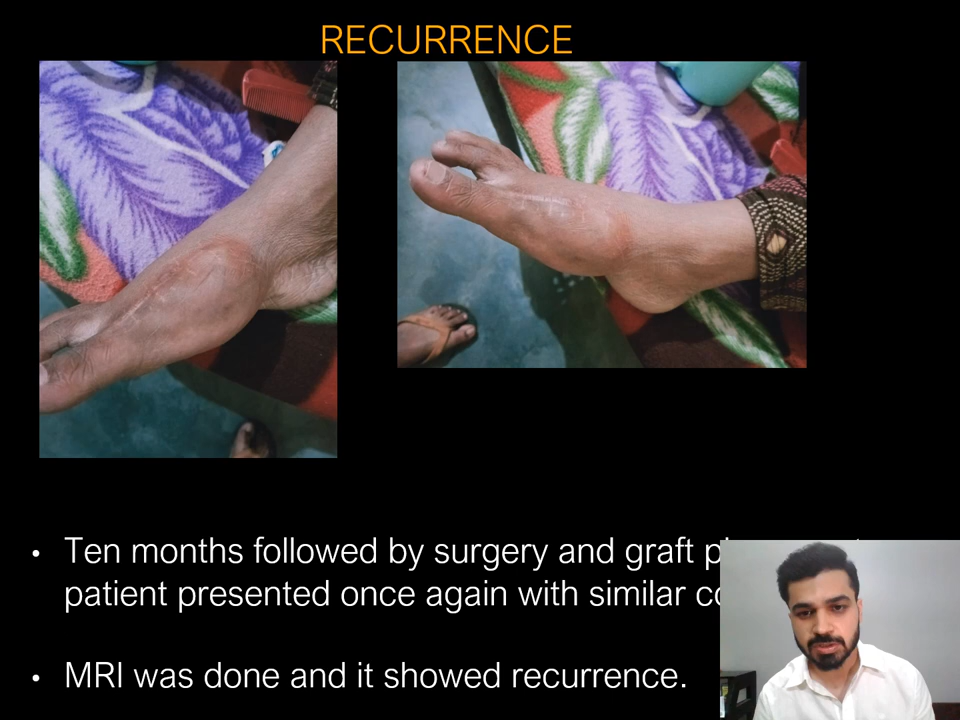 RECURRENCE
• Ten months followed by surgery and graft
patient presented once again with similar
• MRI was done and it showed recurrence.